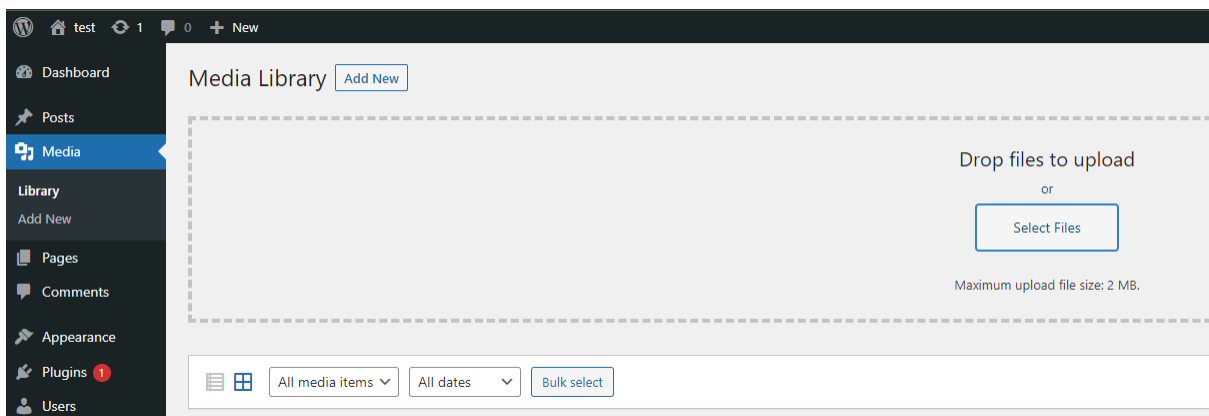 test 1 0 New
Dashboard
Posts
Media
Library
Add New
Pages
Comments
Appearance
Plugins 1
Users
Media Library Add New
Drop files to upload
or
Select Files
Maximum upload file size: 2 MB.
All media items All dates Bulk select